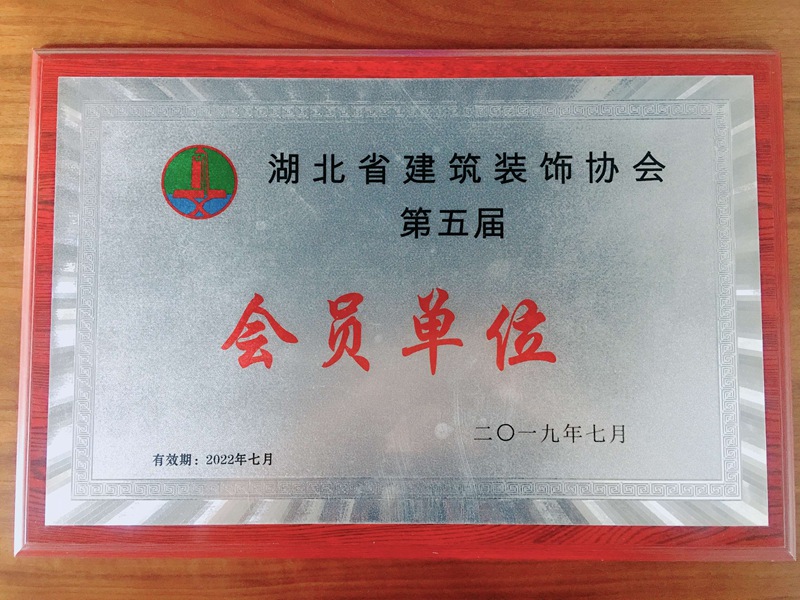 湖北省建筑装饰协会
第五届
会员单位
二〇一九年七月
有效期：2022年七月